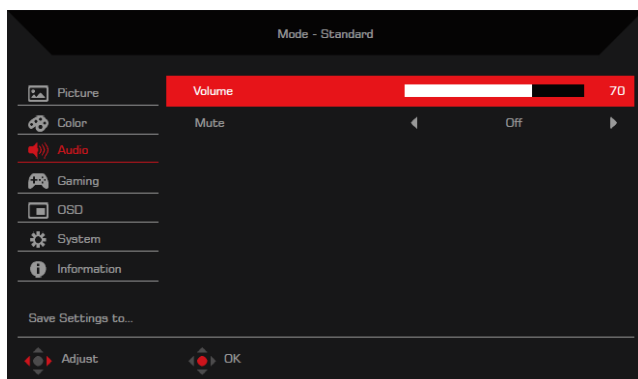 Mode - Standard
Picture
Volume 70
Color
Mute Off
Audio
Gaming
OSD
System
Information
Save Settings to...
Adjust OK